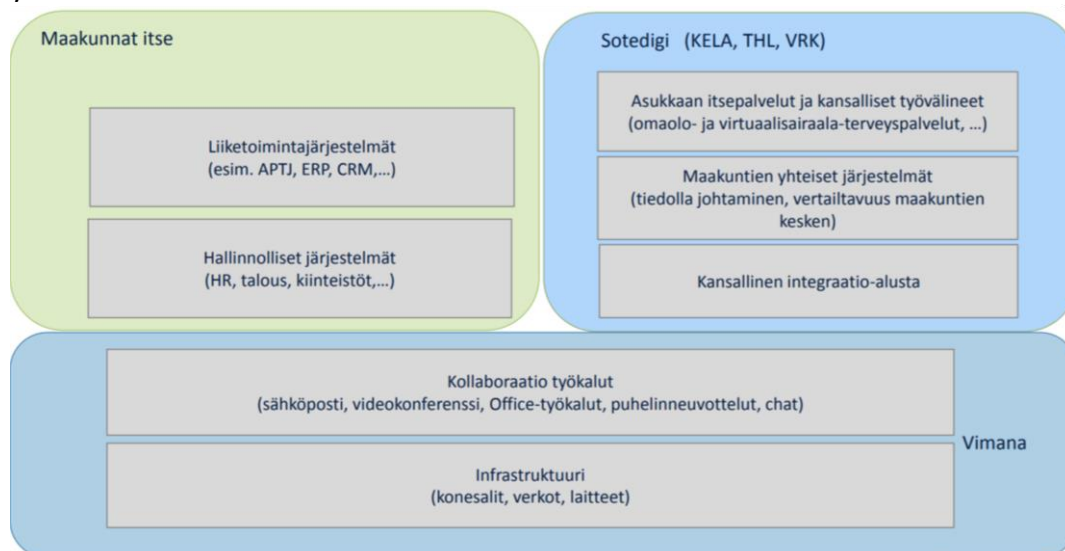 Maakunnat itse
Liiketoimintajärjestelmät
(esim. APTJ, ERP, CRM,...)
Hallinnolliset järjestelmät
(HR, talous, kiinteistöt,...)
Sotedigi (KELA, THL, VRK)
Asukkaan itsepalvelut ja kansalliset työvälineet
(omaolo- ja virtuaalisairaala-terveyspalvelut, ...)
Maakuntien yhteiset järjestelmät
(tiedolla johtaminen, vertailtavuus maakuntien
kesken)
Kansallinen integraatio-alusta
Kollaboraatio työkalut
(sähköposti, videokonferenssi, Office-työkalut, puhelinneuvottelut, chat)
Vimana
Infrastruktuuri
(konesalit, verkot, laitteet)